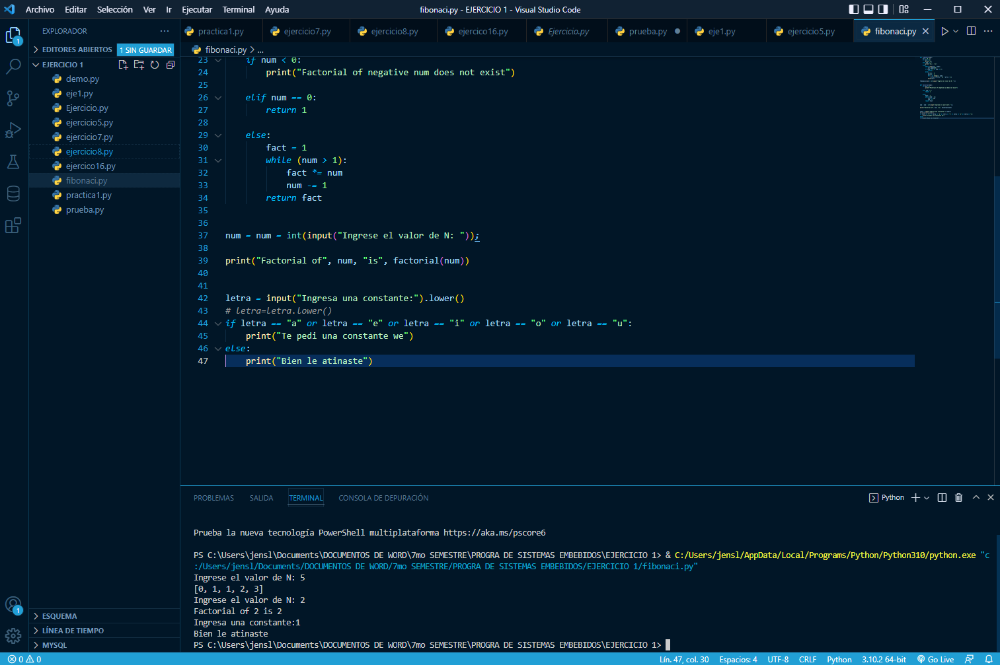 Archivo Editar Selección Ver Ir Ejecutar Terminal Ayuda
fibonaci.py - EJERCICIO 1 - Visual Studio Code
EXPLORADOR
EDITORES ABIERTOS 1 SIN GUARDAR
EJERCICIO 1
demo.py
eje1.py
Ejercicio.py
ejercicio5.py
ejercicio7.py
ejercicio8.py
ejercico16.py
fibonaci.py
practica1.py
prueba.py
ESQUEMA
LÍNEA DE TIEMPO
MYSQL
1
1
practica1.py ejercicio7.py ejercicio8.py ejercico16.py Ejercicio.py prueba.py eje1.py ejercicio5.py fibonaci.py
fibonaci.py > ...
23 if num < 0:
24 print("Factorial of negative num does not exist")
25
26 elif num == 0:
27 return 1
28
29 else:
30 fact = 1
31 while (num > 1):
32 fact *= num
33 num -= 1
34 return fact
35
36
37 num = num = int(input("Ingrese el valor de N: "));
38
39 print("Factorial of", num, "is", factorial(num))
40
41
42 letra = input("Ingresa una constante:").lower()
43 # letra=letra.lower()
44 if letra == "a" or letra == "e" or letra == "i" or letra == "o" or letra == "u":
45 print("Te pedi una constante we")
46 else:
47 print("Bien le atinaste")
PROBLEMAS SALIDA TERMINAL CONSOLA DE DEPURACIÓN
Python
Prueba la nueva tecnología PowerShell multiplataforma https://aka.ms/pscore6
PS C:\Users\jensl\Documents\DOCUMENTOS DE WORD\7mo SEMESTRE\PROGRA DE SISTEMAS EMBEBIDOS\EJERCICIO 1> & C:/Users/jensl/AppData/Local/Programs/Python/Python310/python.exe "c
:/Users/jensl/Documents/DOCUMENTOS DE WORD/7mo SEMESTRE/PROGRA DE SISTEMAS EMBEBIDOS/EJERCICIO 1/fibonaci.py"
Ingrese el valor de N: 5
[0, 1, 1, 2, 3]
Ingrese el valor de N: 2
Factorial of 2 is 2
Ingresa una constante:1
Bien le atinaste
PS C:\Users\jensl\Documents\DOCUMENTOS DE WORD\7mo SEMESTRE\PROGRA DE SISTEMAS EMBEBIDOS\EJERCICIO 1>
0 0
Lín. 47, col. 30 Espacios: 4 UTF-8 CRLF Python 3.10.2 64-bit Go Live